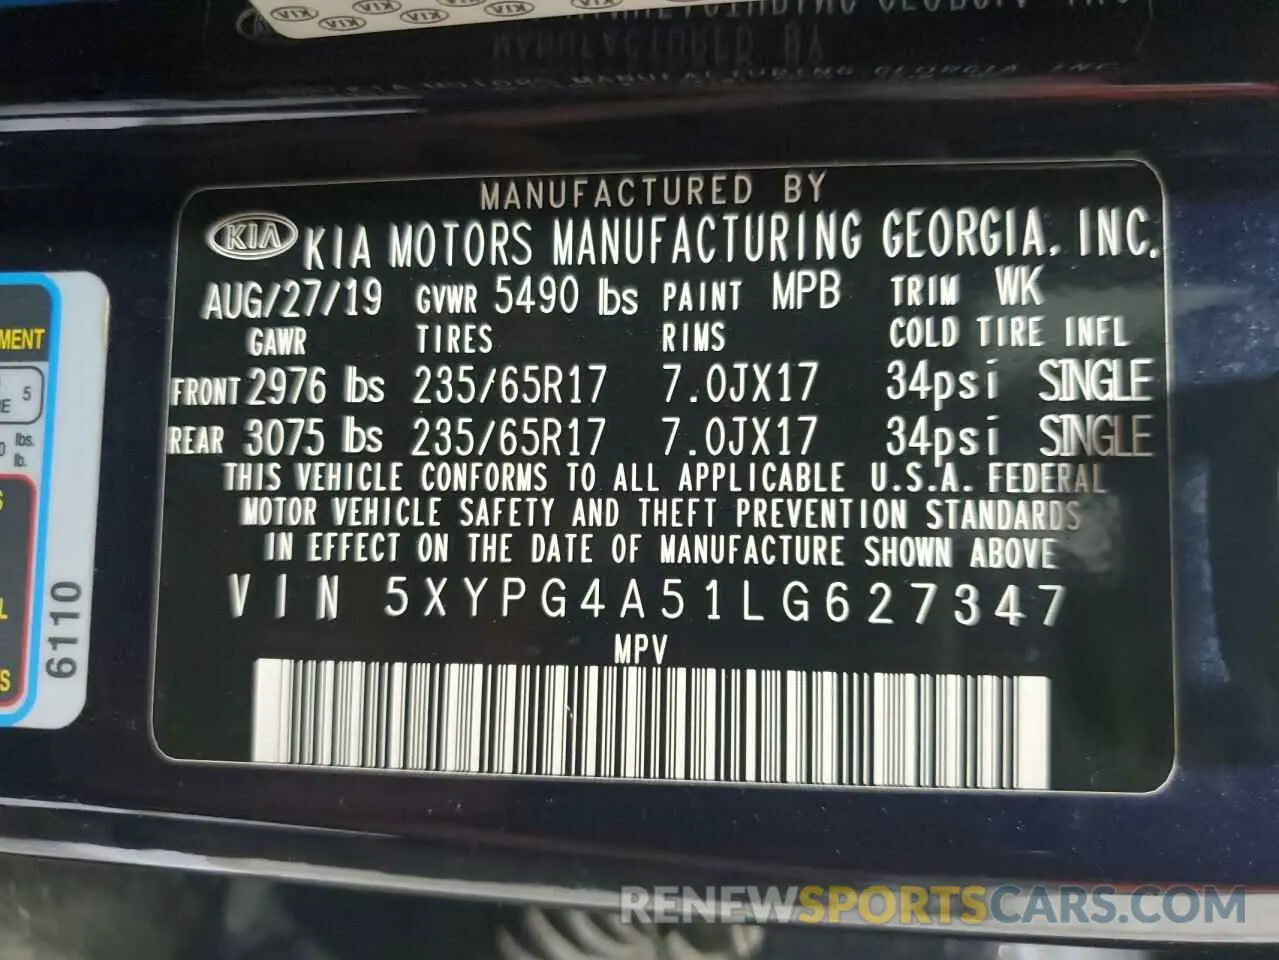 MANUFACTURED BY
KIA KIA MOTORS MANUFACTURING GEORGIA, INC.
AUG/27/19 GVWR 5490 lbs PAINT MPB TRIM WK
GAWR TIRES RIMS COLD TIRE INFL
FRONT 2976 lbs 235/65R17 7.0JX17 34psi SINGLE
REAR 3075 lbs 235/65R17 7.0JX17 34psi SINGLE
THIS VEHICLE CONFORMS TO ALL APPLICABLE U.S.A. FEDERAL
MOTOR VEHICLE SAFETY AND THEFT PREVENTION STANDARDS
IN EFFECT ON THE DATE OF MANUFACTURE SHOWN ABOVE
VIN 5XYPG4A51LG627347
MPV
5
lbs.
lb.
6110
RENEWSPORTSCARS.COM